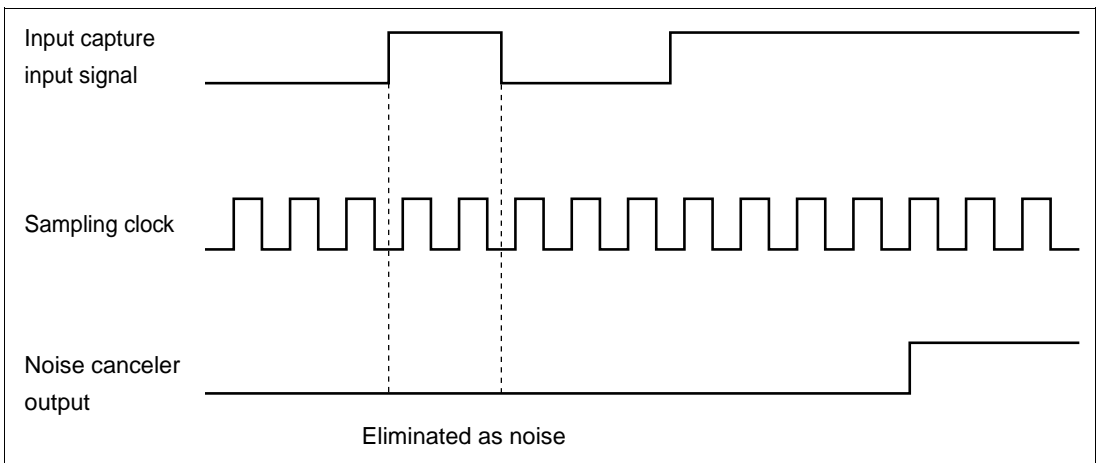 Input capture
input signal
Sampling clock
Noise canceler
output
Eliminated as noise